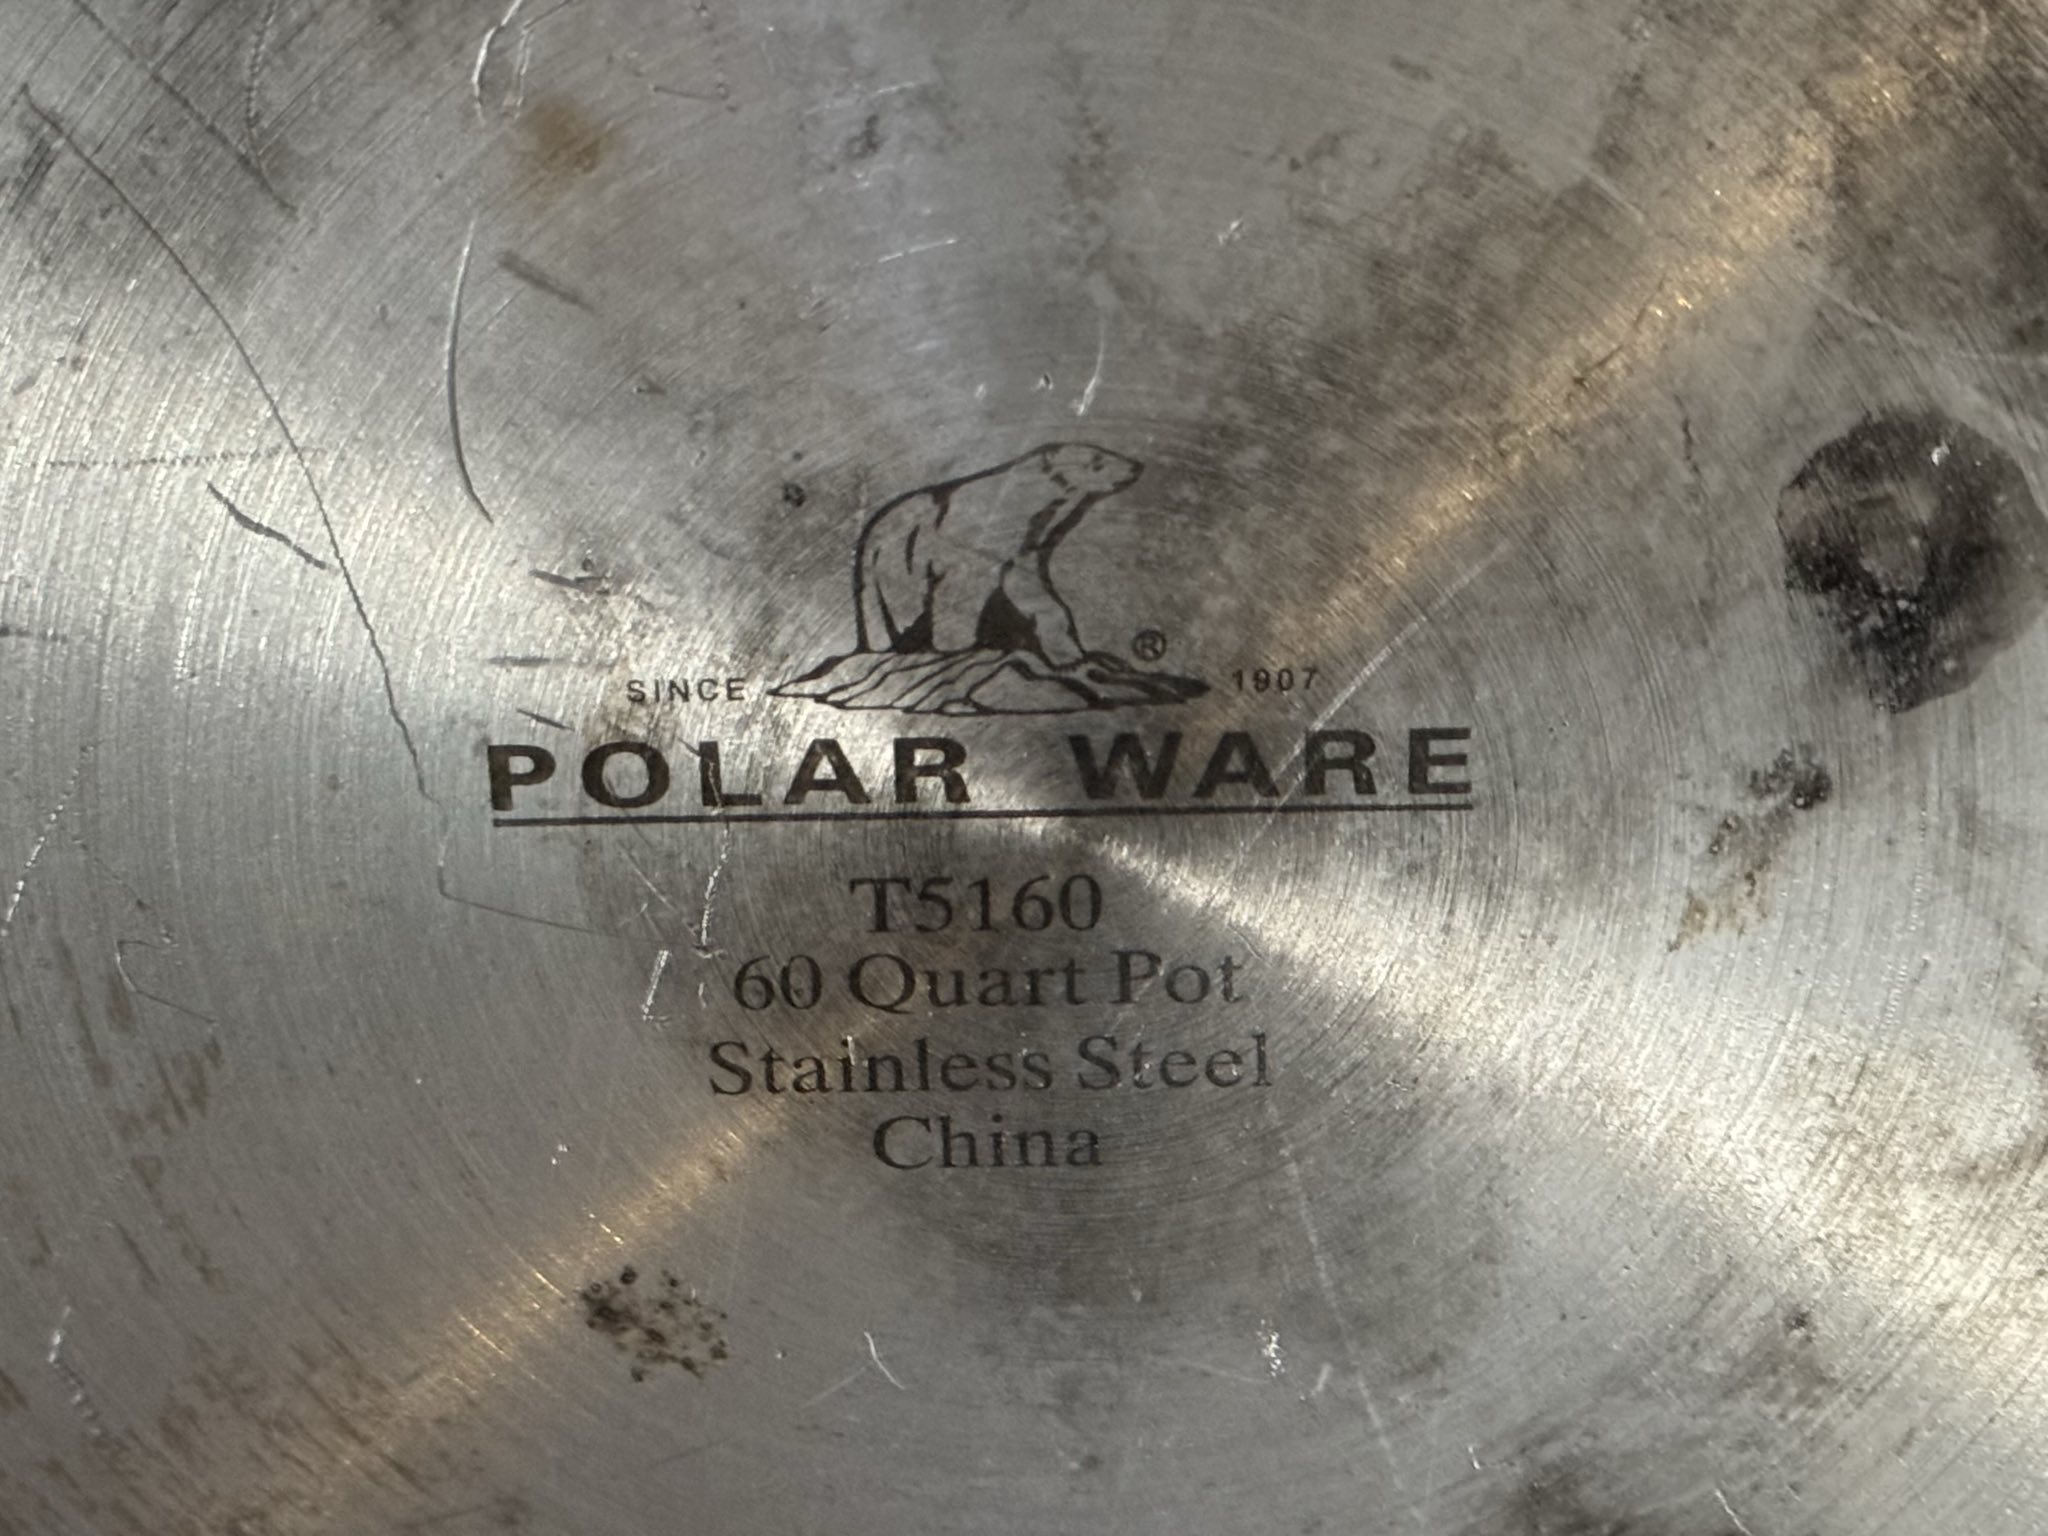 ®
SINCE 1907
POLAR WARE
T5160
60 Quart Pot
Stainless Steel
China